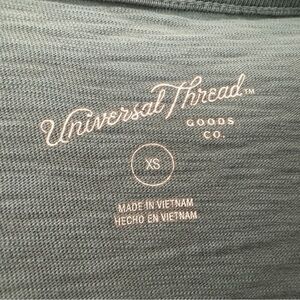 Universal Thread™
GOODS
CO.
XS
MADE IN VIETNAM
HECHO EN VIETNAM